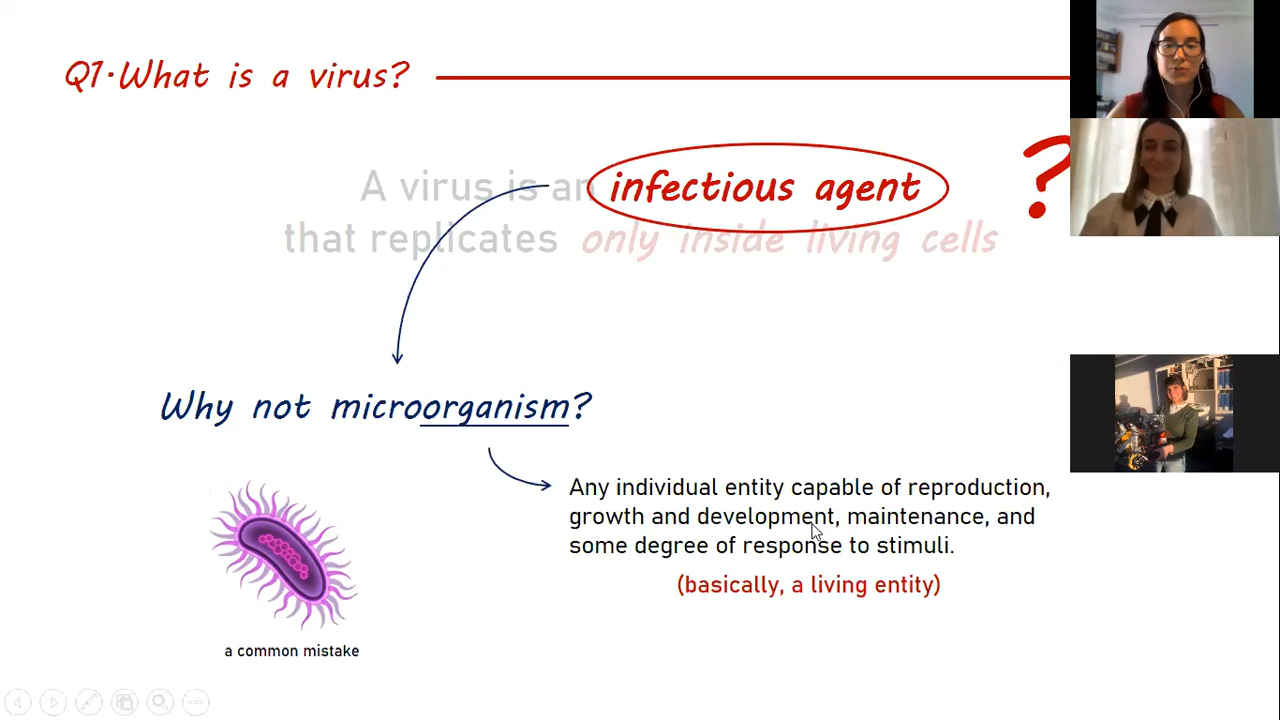 Q1·What is a virus?
A virus is an infectious agent ?
that replicates only inside living cells
Why not microorganism?
Any individual entity capable of reproduction,
growth and development, maintenance, and
some degree of response to stimuli.
(basically, a living entity)
a common mistake